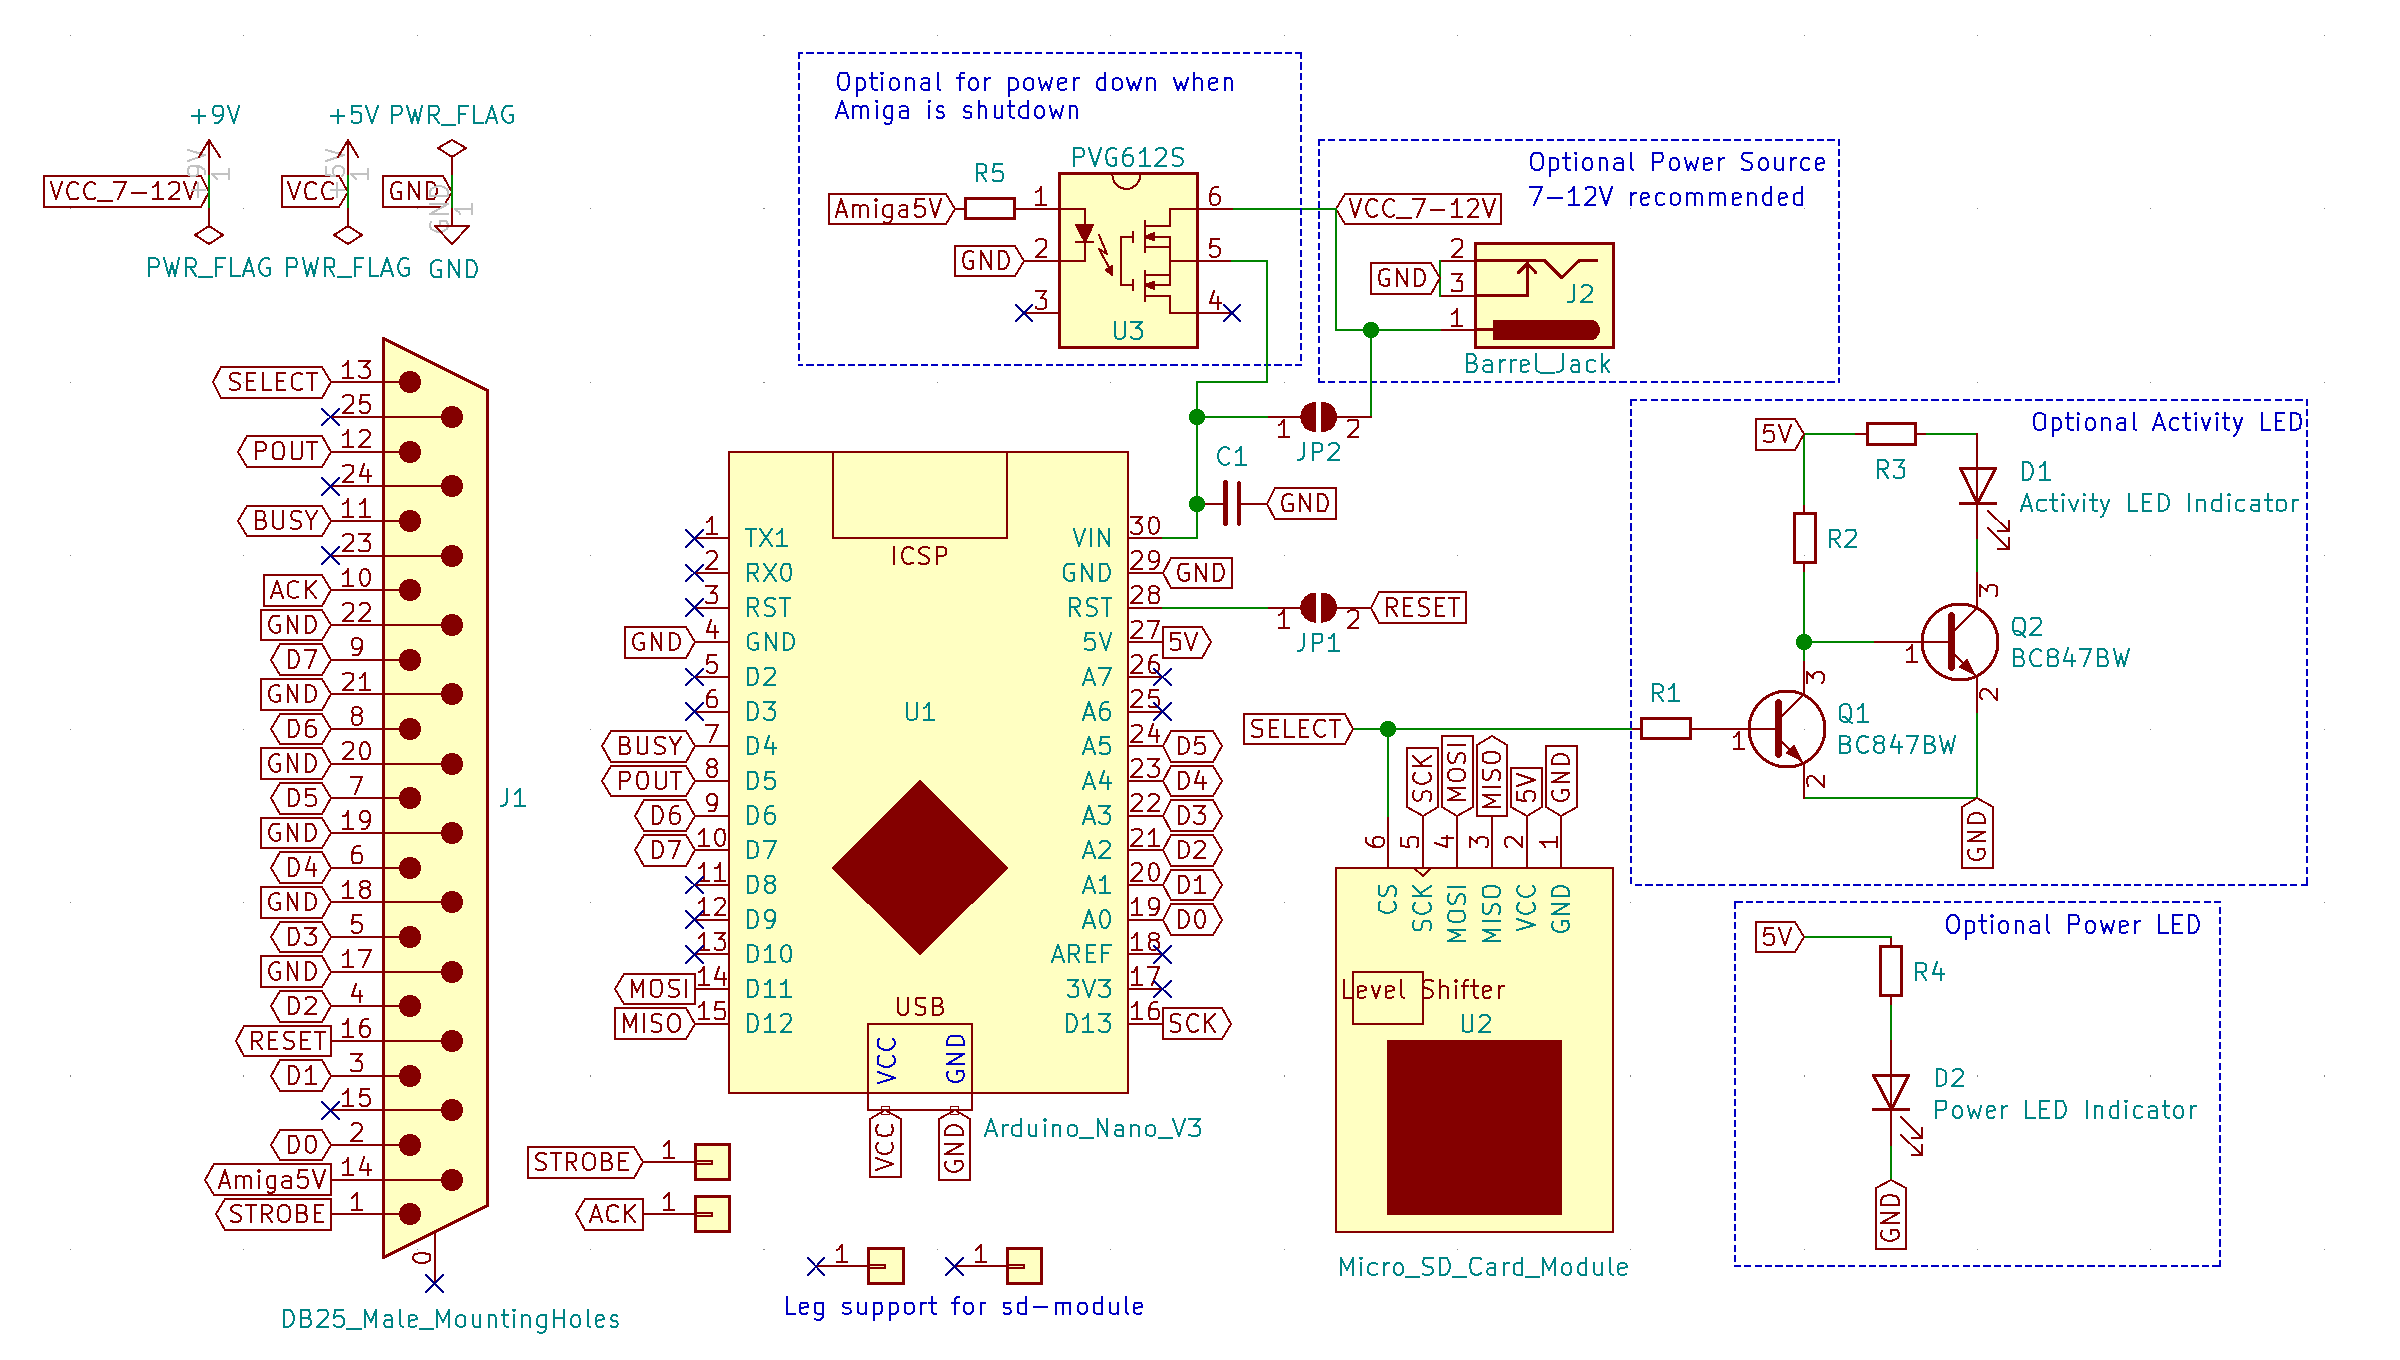 +9V
+5V PWR_FLAG
VCC_7-12V
+9V
1
VCC
+5V
1
GND
GND
1
PWR_FLAG PWR_FLAG GND
Optional for power down when
Amiga is shutdown
PVG612S
R5
Amiga5V
GND
1
2
3
6
5
4
U3
VCC_7-12V
Optional Power Source
7-12V recommended
GND
2
3
1
J2
Barrel_Jack
1
2
JP2
C1
GND
SELECT 13
25
POUT 12
24
BUSY 11
23
ACK 10
GND 22
D7 9
GND 21
D6 8
GND 20
D5 7
GND 19
D4 6
GND 18
D3 5
GND 17
D2 4
RESET 16
D1 3
15
D0 2
Amiga5V 14
STROBE 1
0
J1
DB25_Male_MountingHoles
ICSP
1 TX1
2 RX0
3 RST
GND 4 GND
5 D2
6 D3
BUSY 7 D4
POUT 8 D5
D6 9 D6
D7 10 D7
11 D8
12 D9
13 D10
MOSI 14 D11
MISO 15 D12
U1
VIN 30
GND 29 GND
RST 28
5V 27 5V
A7 26
A6 25
A5 24 D5
A4 23 D4
A3 22 D3
A2 21 D2
A1 20 D1
A0 19 D0
AREF 18
3V3 17
D13 16 SCK
USB
VCC
GND
VCC
GND
Arduino_Nano_V3
1
2
RESET
JP1
STROBE 1
ACK 1
1
1
Leg support for sd-module
SELECT
SCK
MOSI
MISO
5V
GND
6
5
4
3
2
1
CS
SCK
MOSI
MISO
VCC
GND
Level Shifter
U2
Micro_SD_Card_Module
Optional Activity LED
5V
R3
D1
Activity LED Indicator
R2
3
Q2
BC847BW
1
2
R1
3
Q1
BC847BW
1
2
GND
Optional Power LED
5V
R4
D2
Power LED Indicator
GND